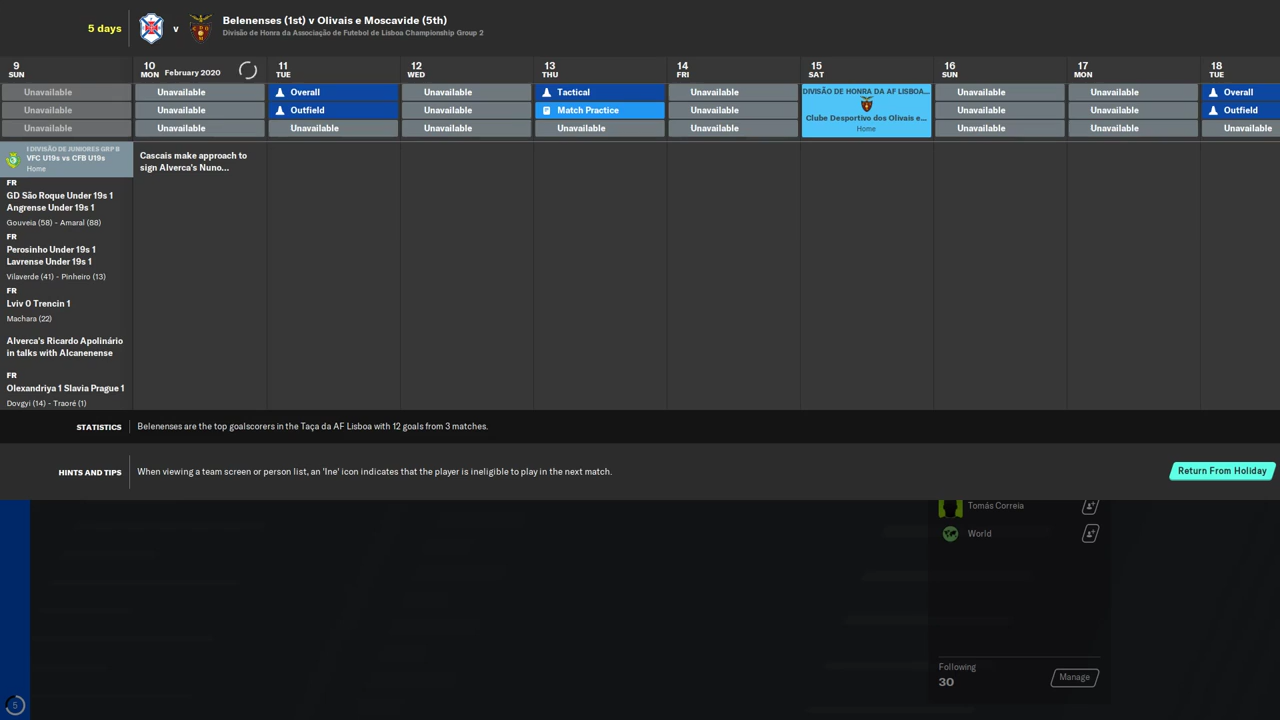 5 days
v
Belenenses (1st) v Olivais e Moscavide (5th)
Divisão de Honra da Associação de Futebol de Lisboa Championship Group 2
9
SUN
10
MON February 2020
11
TUE
12
WED
13
THU
14
FRI
15
SAT
16
SUN
17
MON
18
TUE
Unavailable
Unavailable
Overall
Unavailable
Tactical
Unavailable
DIVISÃO DE HONRA DA AF LISBOA...
Unavailable
Unavailable
Overall
Unavailable
Unavailable
Outfield
Unavailable
Match Practice
Unavailable
Clube Desportivo dos Olivais e...
Unavailable
Unavailable
Outfield
Unavailable
Unavailable
Unavailable
Unavailable
Unavailable
Unavailable
Home
Unavailable
Unavailable
Unavailable
I DIVISÃO DE JUNIORES GRP B
VFC U19s vs CFB U19s
Home
FR
GD São Roque Under 19s 1
Angrense Under 19s 1
Gouveia (58) - Amaral (88)
FR
Perosinho Under 19s 1
Lavrense Under 19s 1
Vilaverde (41) - Pinheiro (13)
FR
Lviv 0 Trencin 1
Machara (22)
Alverca's Ricardo Apolinário
in talks with Alcanenense
FR
Olexandriya 1 Slavia Prague 1
Dovgyi (14) - Traoré (1)
Cascais make approach to
sign Alverca's Nuno...
STATISTICS
Belenenses are the top goalscorers in the Taça da AF Lisboa with 12 goals from 3 matches.
HINTS AND TIPS
When viewing a team screen or person list, an 'Ine' icon indicates that the player is ineligible to play in the next match.
Return From Holiday
Tomás Correia
World
Following
30
Manage
5